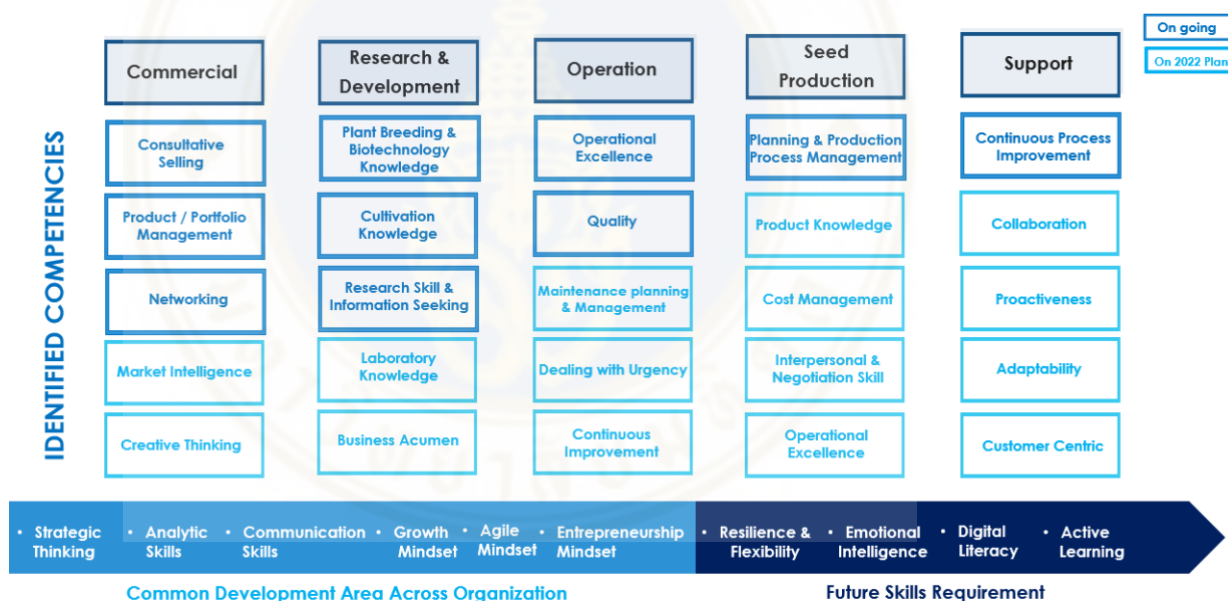 On going
On 2022 Plan
IDENTIFIED COMPETENCIES
Commercial
Consultative
Selling
Product / Portfolio
Management
Networking
Market Intelligence
Creative Thinking
Research &
Development
Plant Breeding &
Biotechnology
Knowledge
Cultivation
Knowledge
Research Skill &
Information Seeking
Laboratory
Knowledge
Business Acumen
Operation
Operational
Excellence
Quality
Maintenance planning
& Management
Dealing with Urgency
Continuous
Improvement
Seed
Production
Planning & Production
Process Management
Product Knowledge
Cost Management
Interpersonal &
Negotiation Skill
Operational
Excellence
Support
Continuous Process
Improvement
Collaboration
Proactiveness
Adaptability
Customer Centric
• Strategic
Thinking
• Analytic
Skills
• Communication
Skills
• Growth
Mindset
• Agile
Mindset
• Entrepreneurship
Mindset
• Resilience &
Flexibility
• Emotional
Intelligence
• Digital
Literacy
• Active
Learning
Common Development Area Across Organization
Future Skills Requirement